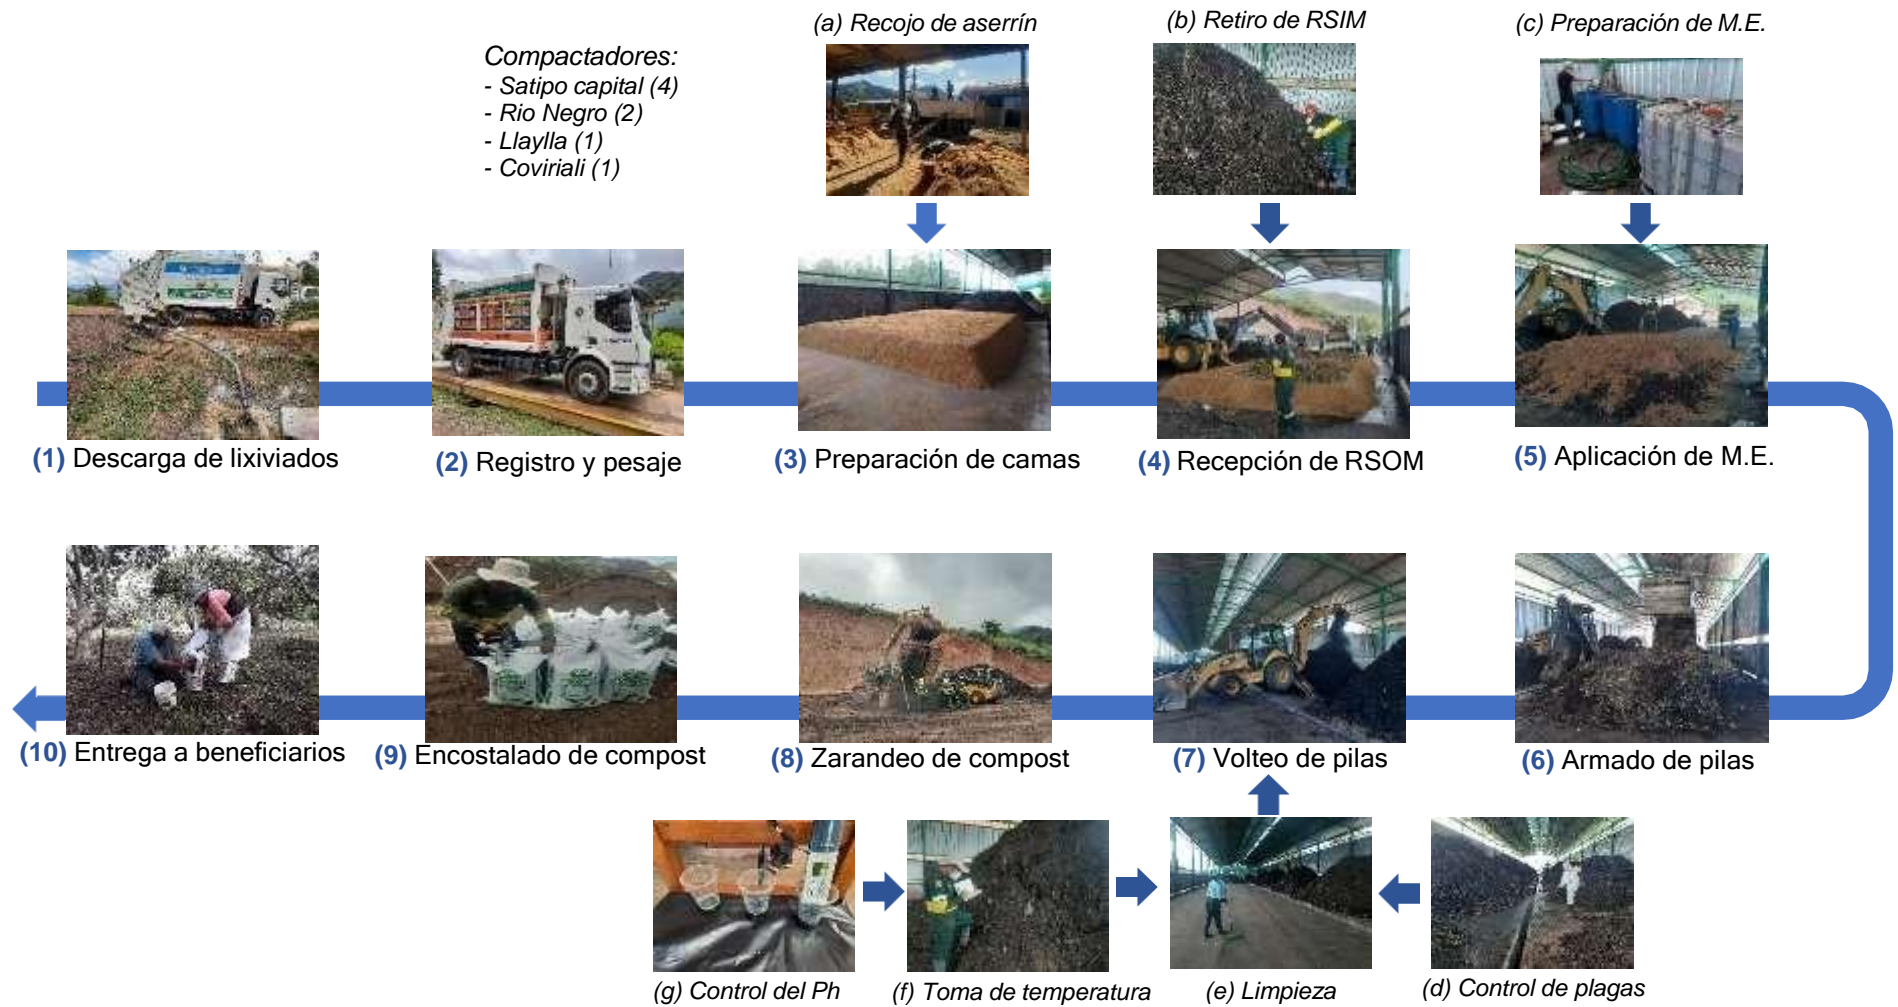 (a) Recojo de aserrín
(b) Retiro de RSIM
(c) Preparación de M.E.
Compactadores:
- Satipo capital (4)
- Rio Negro (2)
- Llaylla (1)
- Coviriali (1)
(1) Descarga de lixiviados
(2) Registro y pesaje
(3) Preparación de camas
(4) Recepción de RSOM
(5) Aplicación de M.E.
(10) Entrega a beneficiarios
(9) Encostalado de compost
(8) Zarandeo de compost
(7) Volteo de pilas
(6) Armado de pilas
(g) Control del Ph
(f) Toma de temperatura
(e) Limpieza
(d) Control de plagas